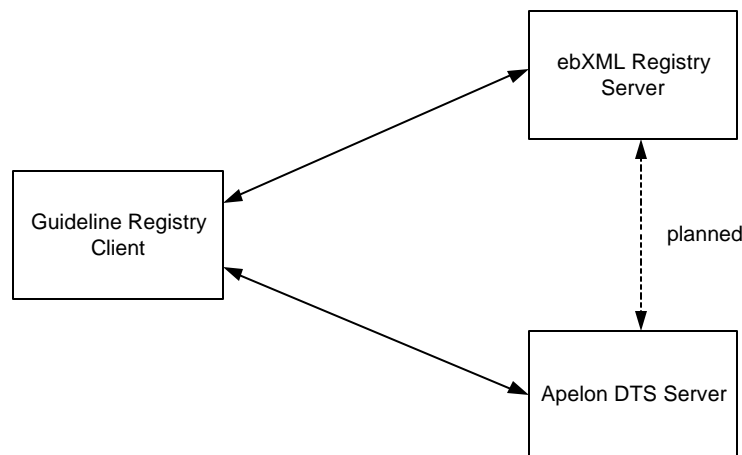 ebXML Registry
Server
Guideline Registry
Client
planned
Apelon DTS Server